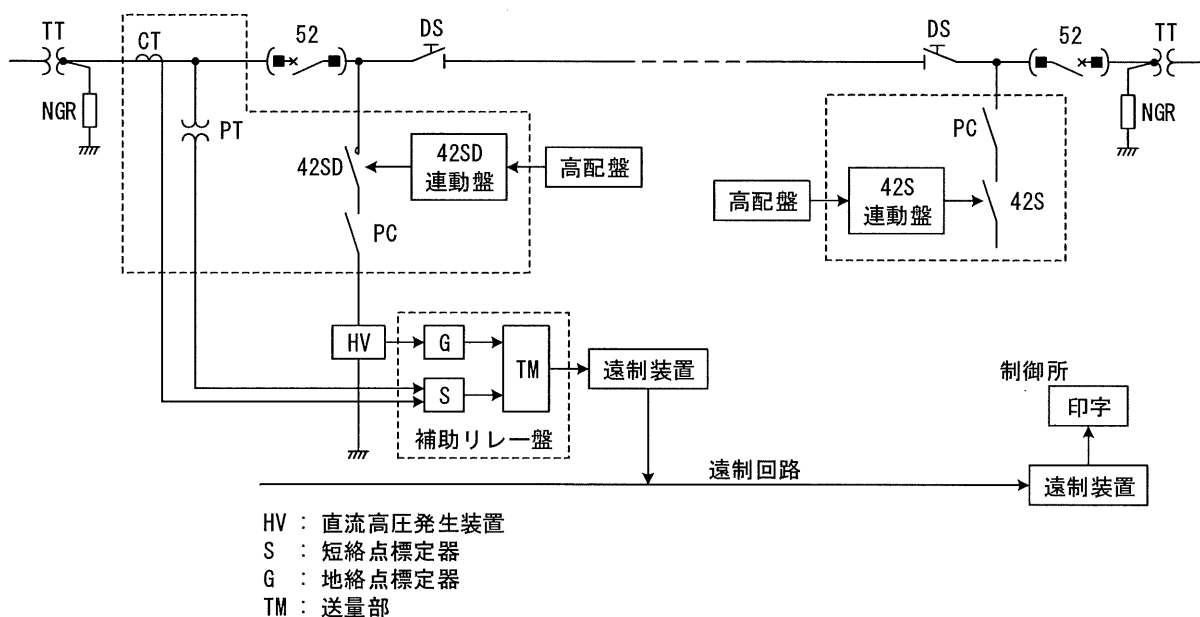 TT
CT
52
DS
DS
52
TT
NGR
PT
42SD
42SD
連動盤
高配盤
PC
PC
高配盤
42S
連動盤
42S
NGR
HV
G
S
TM
補助リレー盤
遠制装置
遠制回路
制御所
印字
遠制装置
HV : 直流高圧発生装置
S : 短絡点標定器
G : 地絡点標定器
TM : 送量部